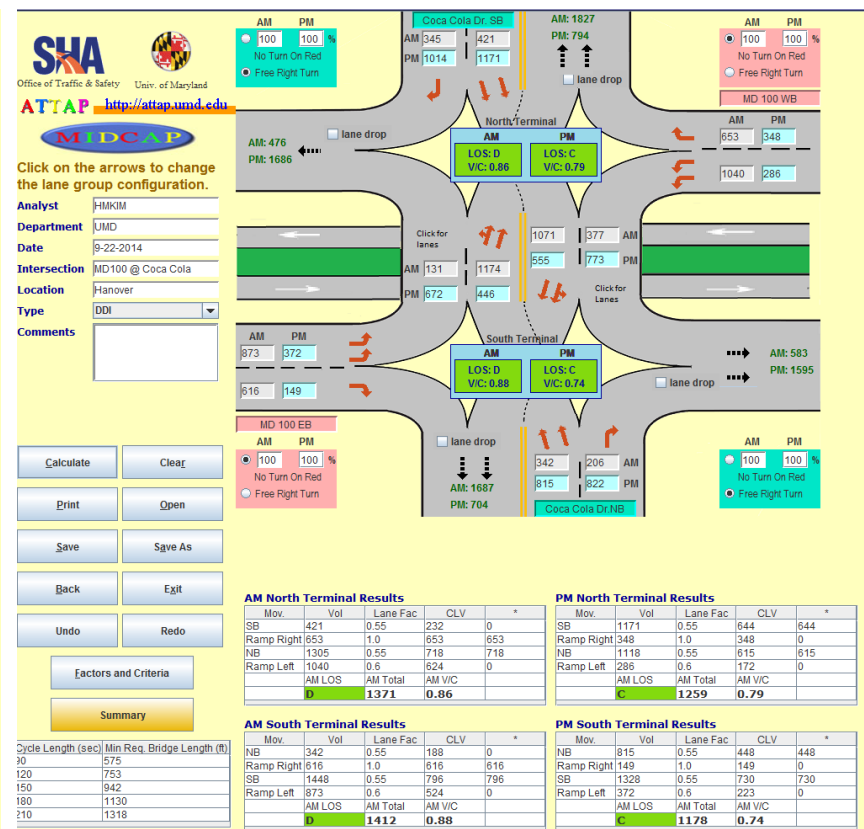 SHA
Office of Traffic & Safety
Univ. of Maryland
ATTAP http://attap.umd.edu
MIDCAP
Click on the arrows to change
the lane group configuration.
Analyst HMKIM
Department UMD
Date 9-22-2014
Intersection MD100 @ Coca Cola
Location Hanover
Type DDI
Comments
Calculate Clear
Print Open
Save Save As
Back Exit
Undo Redo
Factors and Criteria
Summary
Cycle Length (sec) Min Req. Bridge Length (ft)
90 575
120 753
150 942
180 1130
210 1318
AM PM
100 100 %
No Turn On Red
Free Right Turn
Coca Cola Dr. SB
AM 345 421
PM 1014 1171
AM: 1827
PM: 794
lane drop
AM PM
100 100 %
No Turn On Red
Free Right Turn
MD 100 WB
AM PM
653 348
1040 286
AM: 476
PM: 1686
lane drop
North Terminal
AM PM
LOS: D LOS: C
V/C: 0.86 V/C: 0.79
Click for
lanes
1071 377 AM
555 773 PM
AM 131 1174
PM 672 446
Click for
Lanes
AM PM
873 372
616 149
MD 100 EB
South Terminal
AM PM
LOS: D LOS: C
V/C: 0.88 V/C: 0.74
AM: 583
PM: 1595
lane drop
AM PM
100 100 %
No Turn On Red
Free Right Turn
lane drop
AM: 1687
PM: 704
342 206 AM
815 822 PM
Coca Cola Dr.NB
AM PM
100 100 %
No Turn On Red
Free Right Turn
AM North Terminal Results
Mov. Vol Lane Fac CLV *
SB 421 0.55 232 0
Ramp Right 653 1.0 653 653
NB 1305 0.55 718 718
Ramp Left 1040 0.6 624 0
AM LOS AM Total AM V/C
D 1371 0.86
PM North Terminal Results
Mov. Vol Lane Fac CLV *
SB 1171 0.55 644 644
Ramp Right 348 1.0 348 0
NB 1118 0.55 615 615
Ramp Left 286 0.6 172 0
AM LOS AM Total AM V/C
C 1259 0.79
AM South Terminal Results
Mov. Vol Lane Fac CLV *
NB 342 0.55 188 0
Ramp Right 616 1.0 616 616
SB 1448 0.55 796 796
Ramp Left 873 0.6 524 0
AM LOS AM Total AM V/C
D 1412 0.88
PM South Terminal Results
Mov. Vol Lane Fac CLV *
NB 815 0.55 448 448
Ramp Right 149 1.0 149 0
SB 1328 0.55 730 730
Ramp Left 372 0.6 223 0
AM LOS AM Total AM V/C
C 1178 0.74